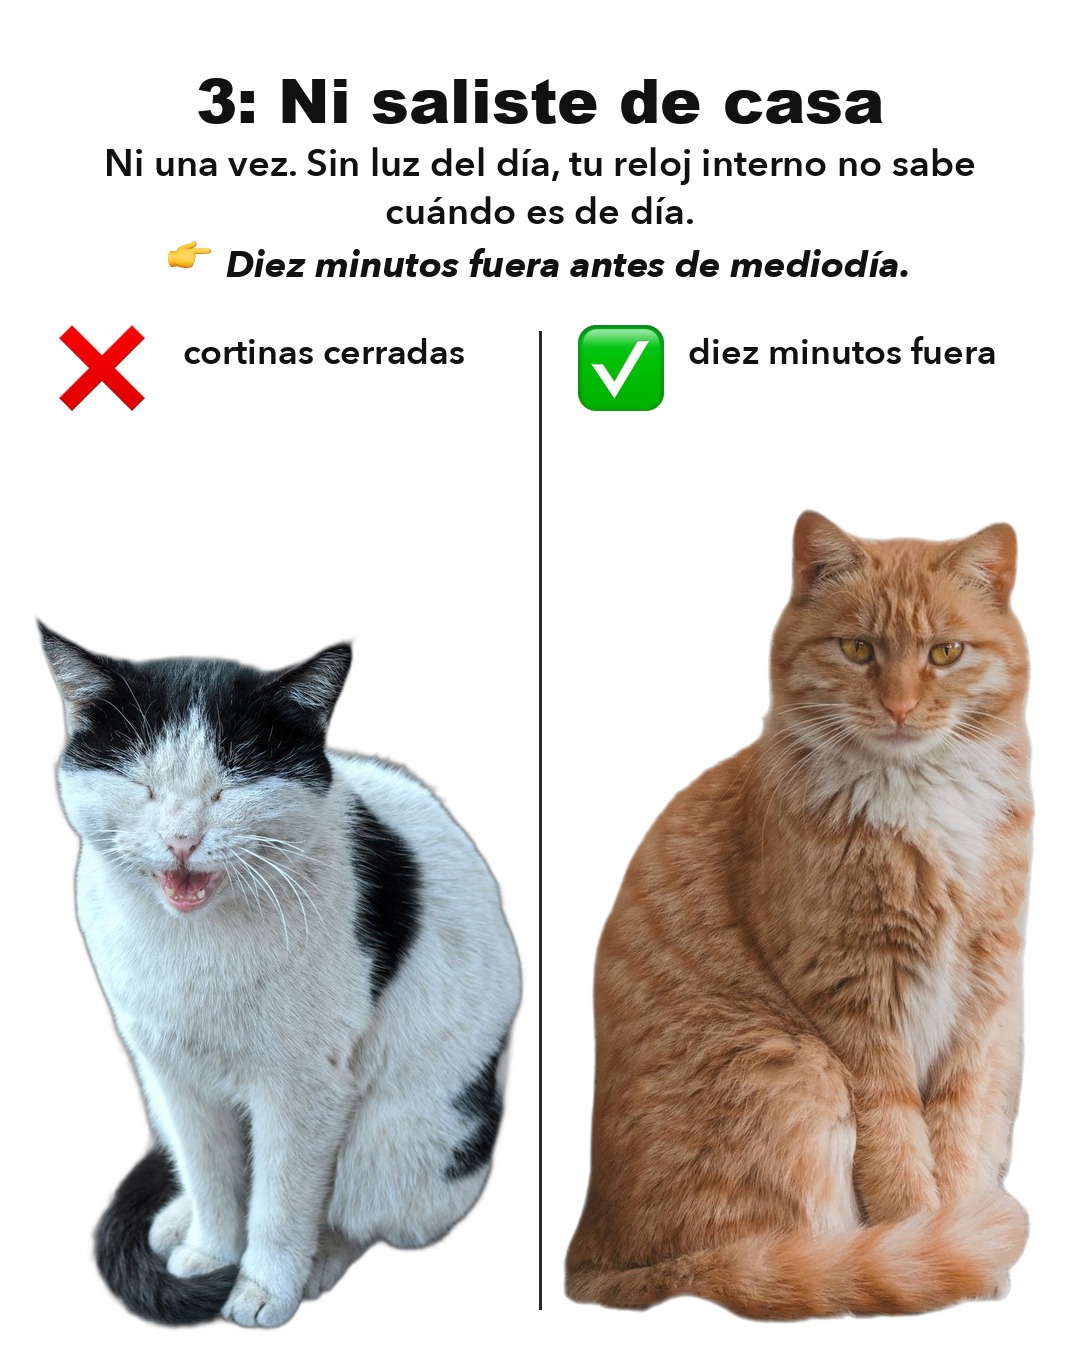 3: Ni saliste de casa
Ni una vez. Sin luz del día, tu reloj interno no sabe
cuándo es de día.
👉 Diez minutos fuera antes de mediodía.
❌ cortinas cerradas
✅ diez minutos fuera